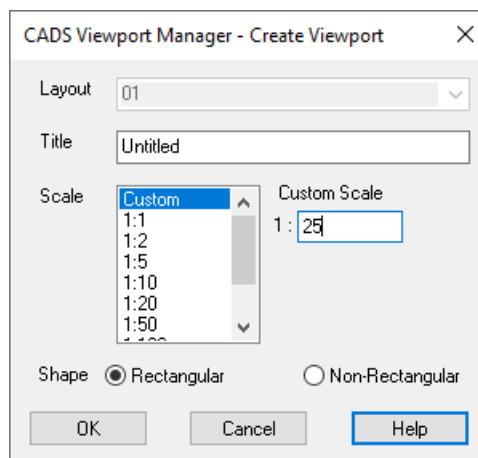 CADS Viewport Manager - Create Viewport
Layout
01
Title
Untitled
Scale
Custom
1:1
1:2
1:5
1:10
1:20
1:50
Custom Scale
1 : 25
Shape
Rectangular
Non-Rectangular
OK
Cancel
Help